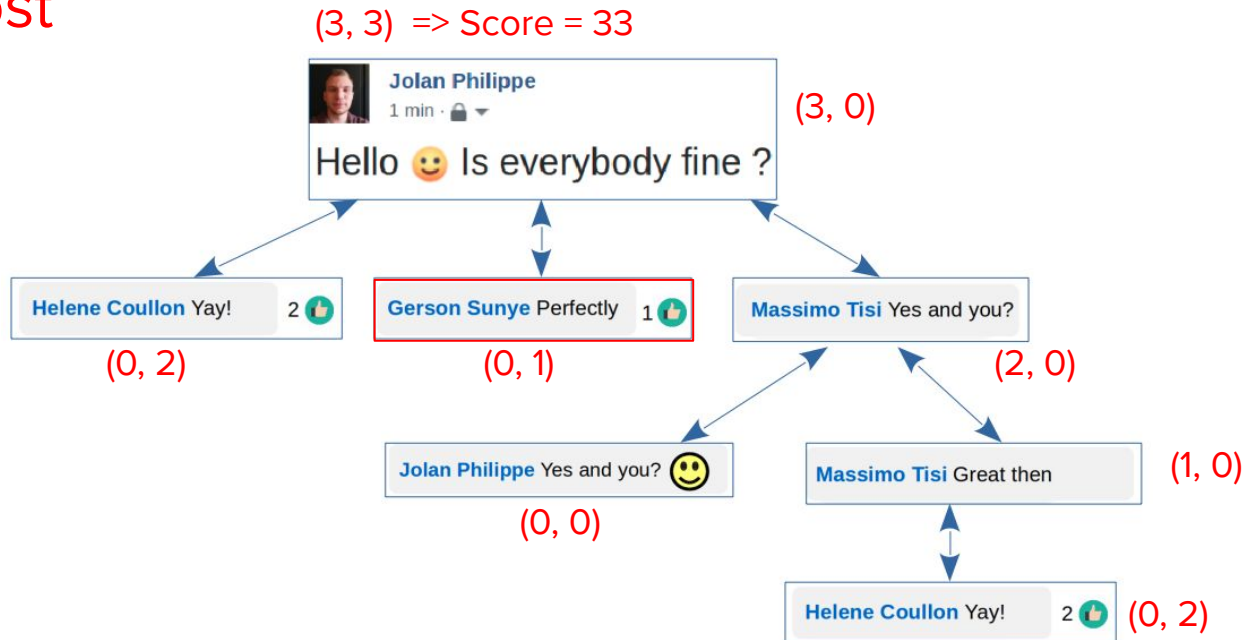 (3, 3) => Score = 33
Jolan Philippe
1 min ·
(3, 0)
Hello 🙂 Is everybody fine ?
Helene Coullon Yay! 2
Gerson Sunye Perfectly 1
Massimo Tisi Yes and you?
(0, 2)
(0, 1)
(2, 0)
Jolan Philippe Yes and you?
Massimo Tisi Great then
(1, 0)
(0, 0)
Helene Coullon Yay! 2
(0, 2)